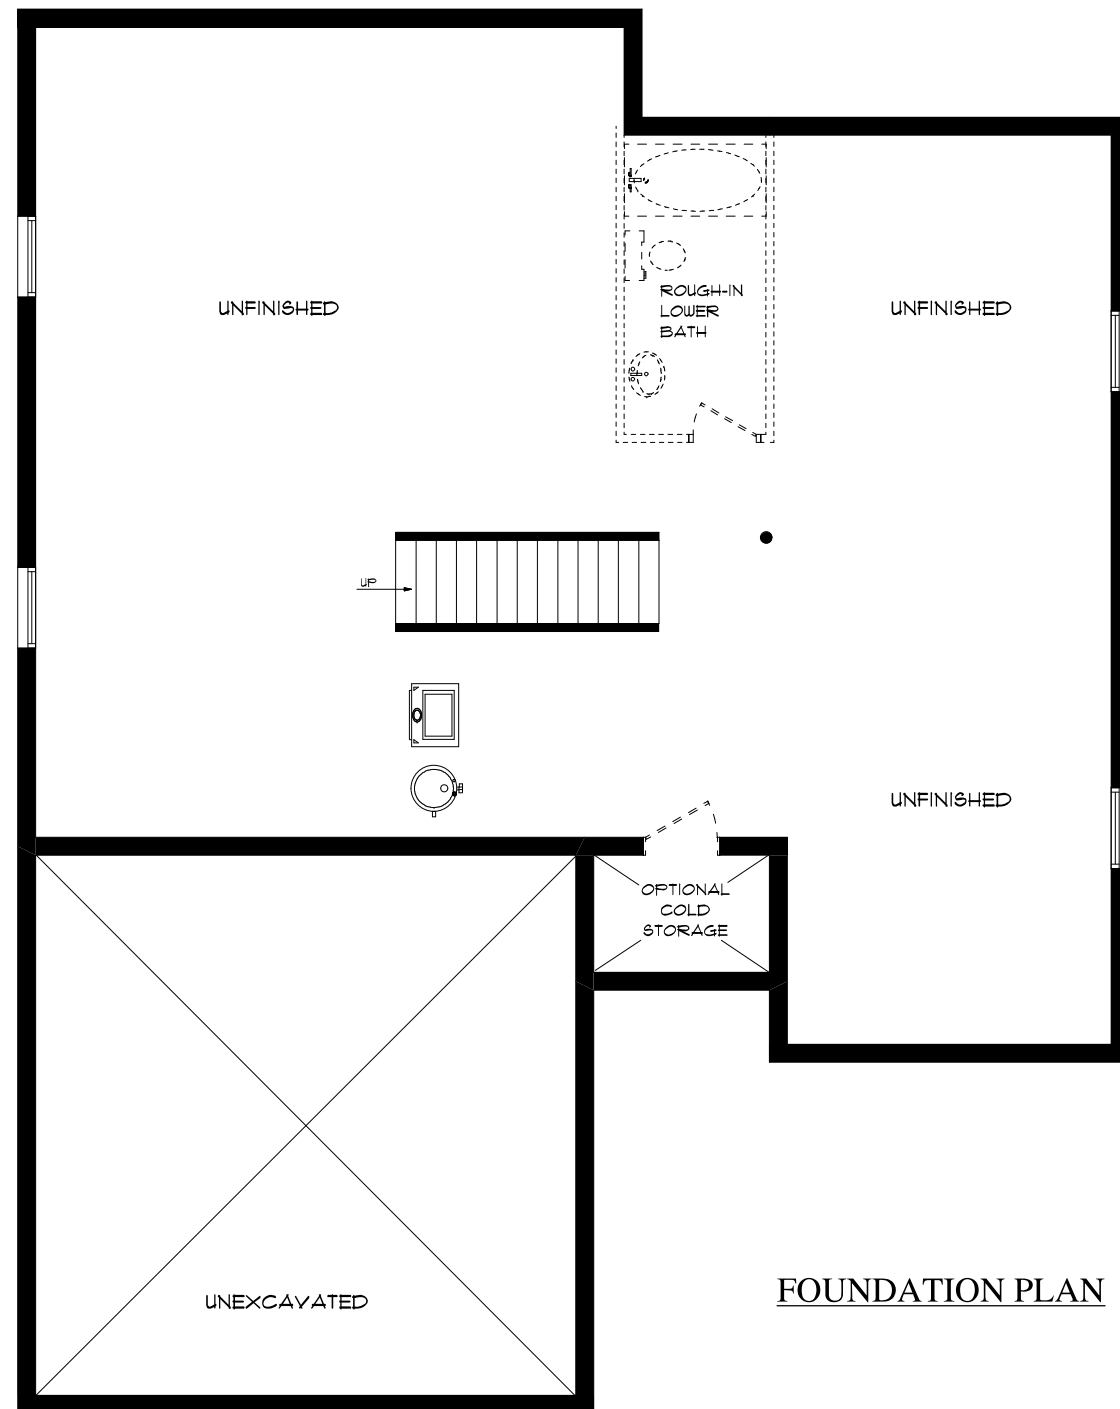 UNFINISHED
ROUGH-IN
LOWER
BATH
UNFINISHED
UP
UNFINISHED
OPTIONAL
COLD
STORAGE
UNEXCAVATED
FOUNDATION PLAN